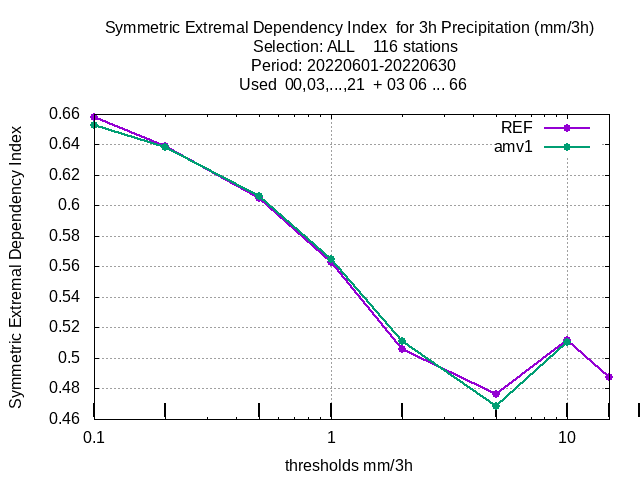 Symmetric Extremal Dependency Index  for 3h Precipitation (mm/3h)
Selection: ALL    116 stations
Period: 20220601-20220630
Used  00,03,...,21  + 03 06 ... 66
REF
amv1
Symmetric Extremal Dependency Index
0.66
0.64
0.62
0.6
0.58
0.56
0.54
0.52
0.5
0.48
0.46
0.1
1
10
thresholds mm/3h